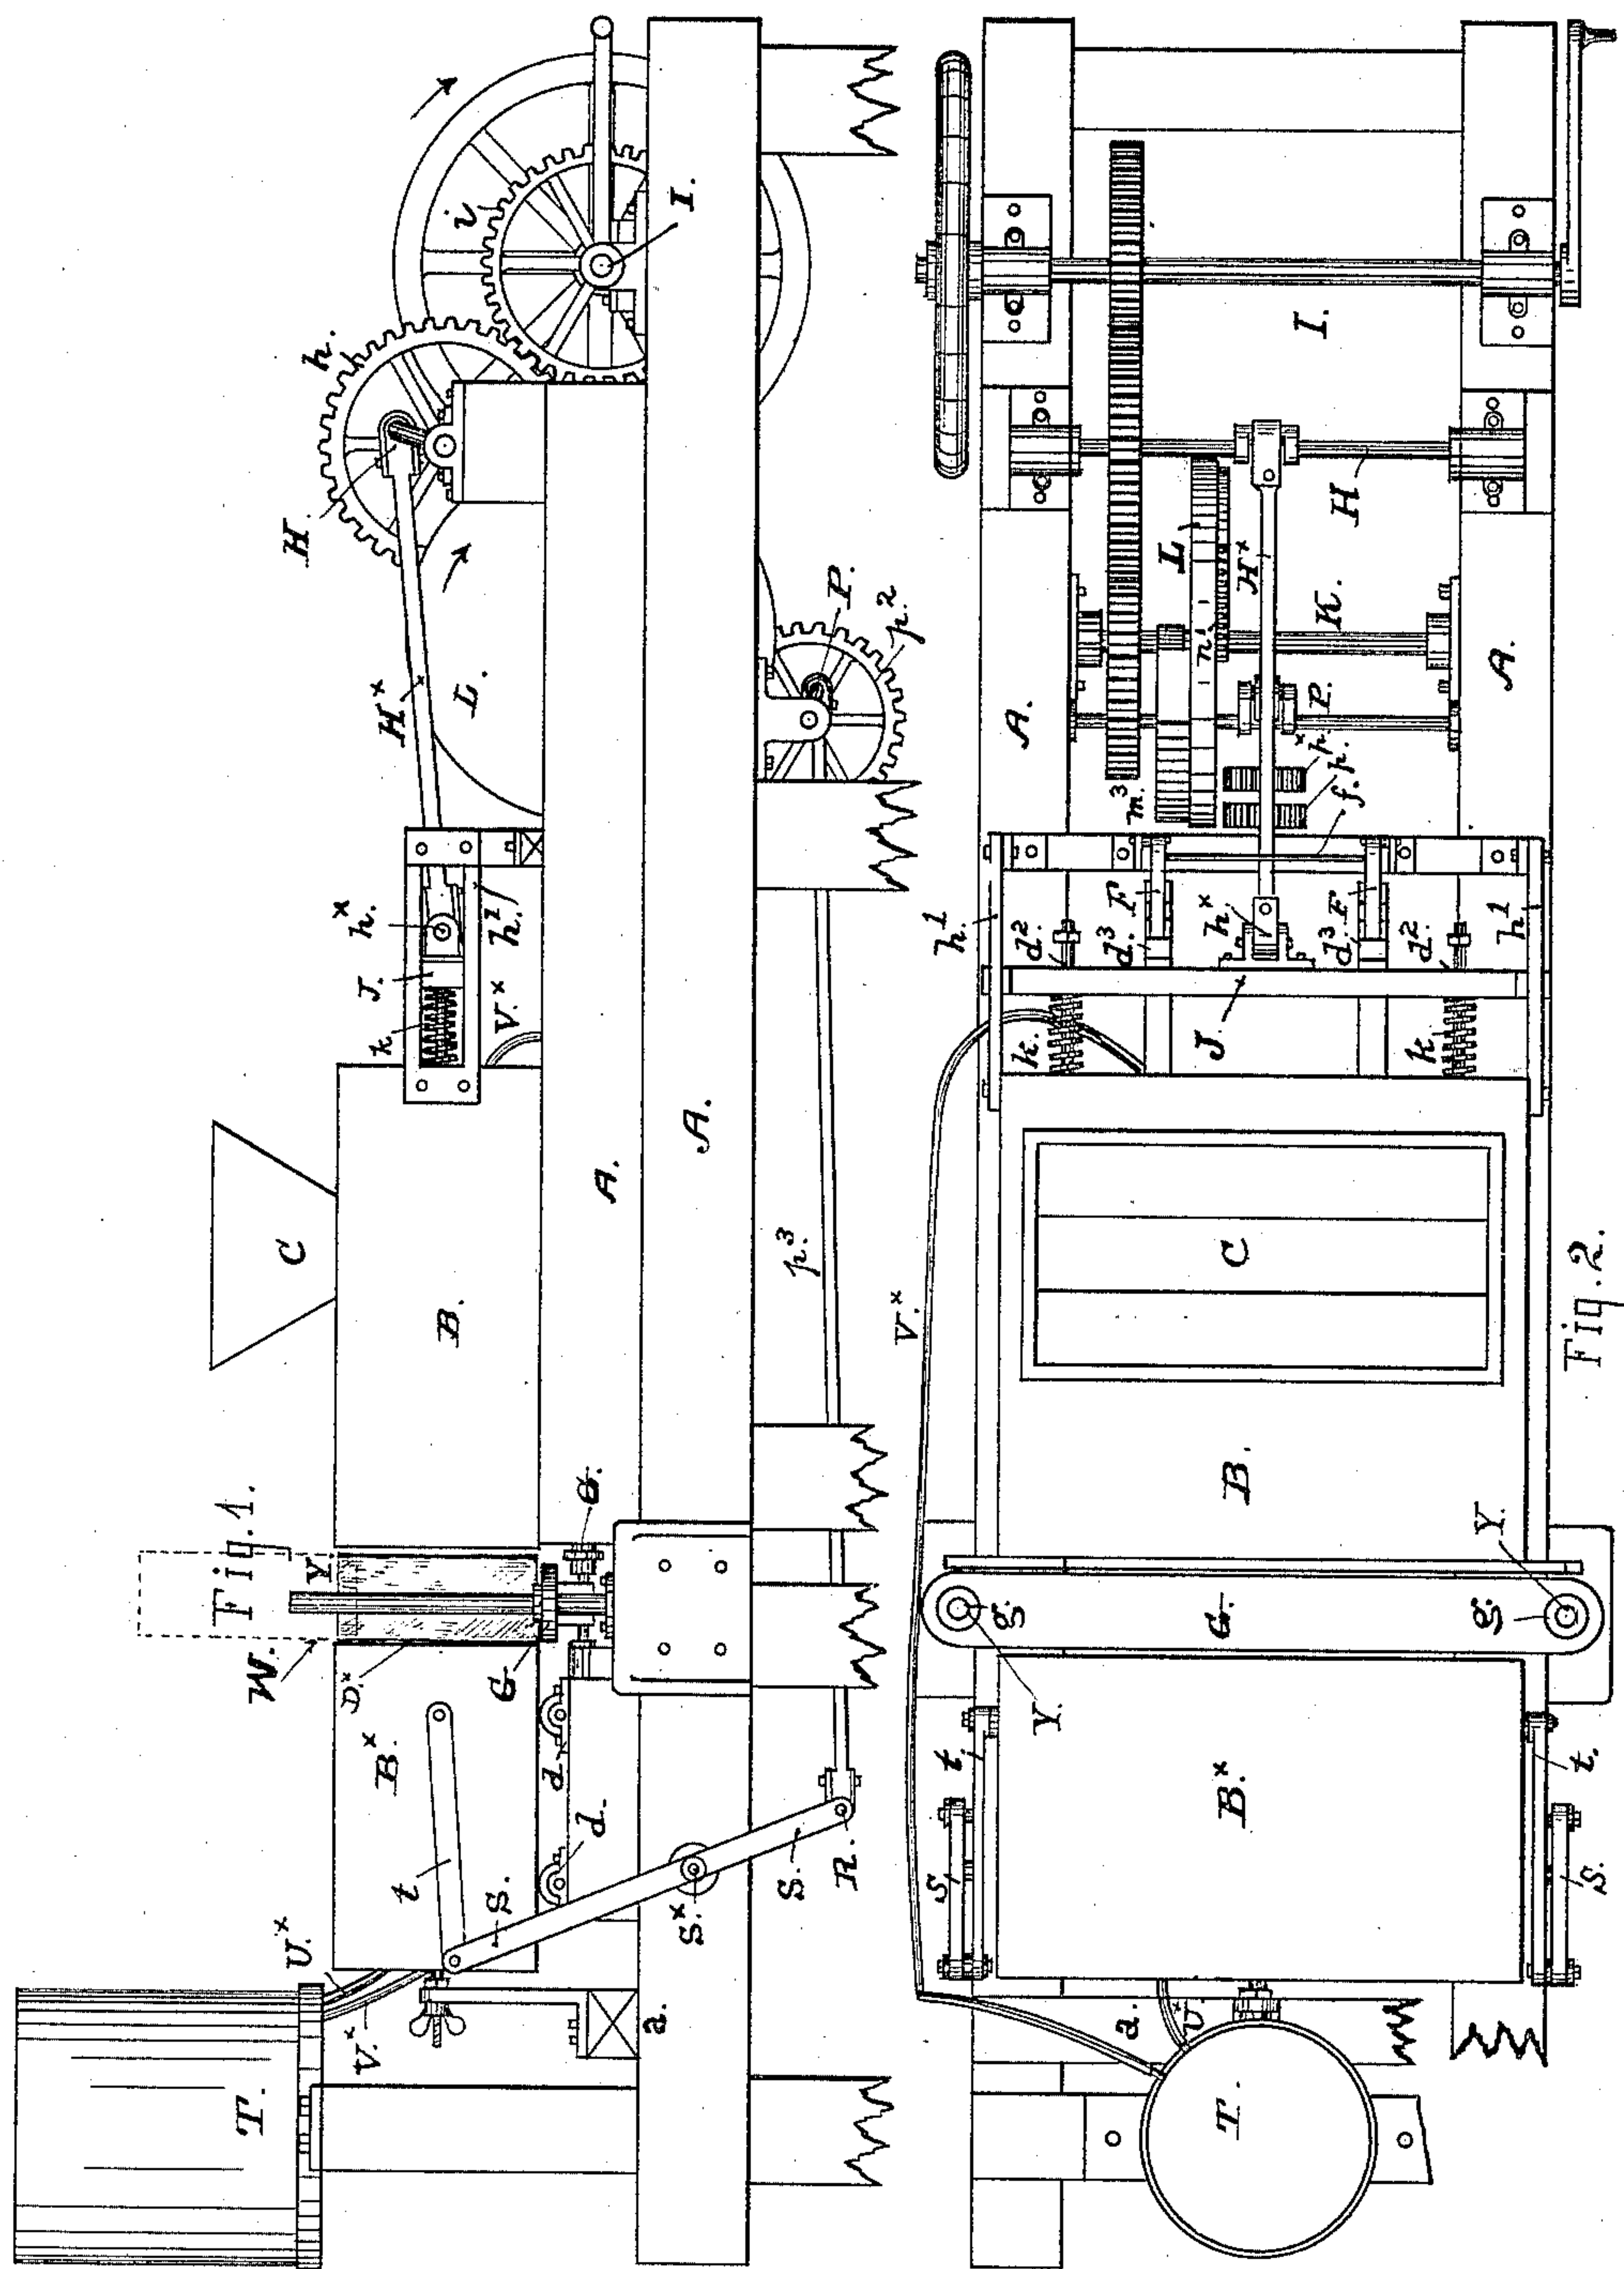 Fig. 1.
T.
U.x
V.x
W.
D.x
Y
B.x
t
S.
G
d.
d.
a.
S.x
S.
R.
G.
C
B.
A.
A.
p.3
V.x
k
J.
h.x
h.1
H.x
L.
H.
h.
i
I.
P.
p.2
Fig. 2.
T.
a.
U.x
S
t.
B.x
t.
S.
Y.
g.
G.
g.
Y.
B.
C
V.x
k.
J.
k.
h.1
d.2
d.3
F
h.x
d.3
F
d.2
h.1
f.
p.
p.x
m.3
n'
L
P.
K.
H.x
H
A.
A.
I.